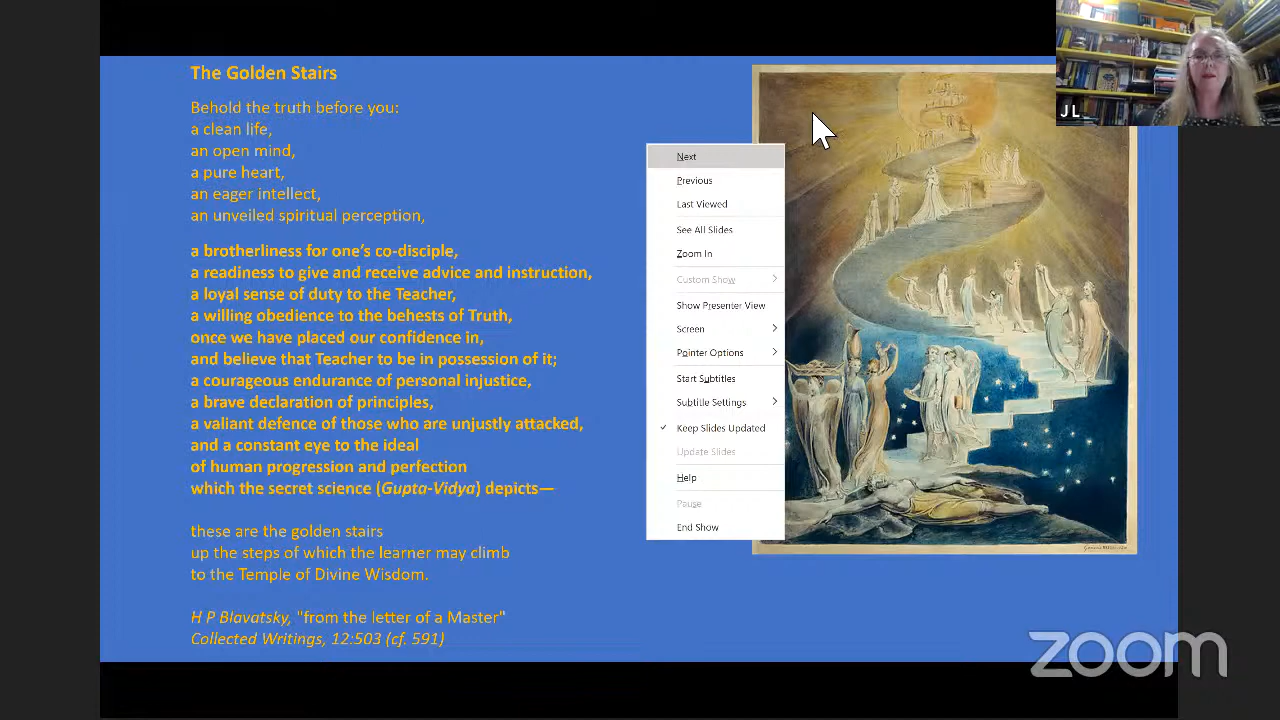 The Golden Stairs
Behold the truth before you:
a clean life,
an open mind,
a pure heart,
an eager intellect,
an unveiled spiritual perception,
a brotherliness for one's co-disciple,
a readiness to give and receive advice and instruction,
a loyal sense of duty to the Teacher,
a willing obedience to the behests of Truth,
once we have placed our confidence in,
and believe that Teacher to be in possession of it;
a courageous endurance of personal injustice,
a brave declaration of principles,
a valiant defence of those who are unjustly attacked,
and a constant eye to the ideal
of human progression and perfection
which the secret science (Gupta-Vidya) depicts—
these are the golden stairs
up the steps of which the learner may climb
to the Temple of Divine Wisdom.
H P Blavatsky, "from the letter of a Master"
Collected Writings, 12:503 (cf. 591)
Next
Previous
Last Viewed
See All Slides
Zoom In
Custom Show
Show Presenter View
Screen
Pointer Options
Start Subtitles
Subtitle Settings
Keep Slides Updated
Update Slides
Help
Pause
End Show
J L
zoom